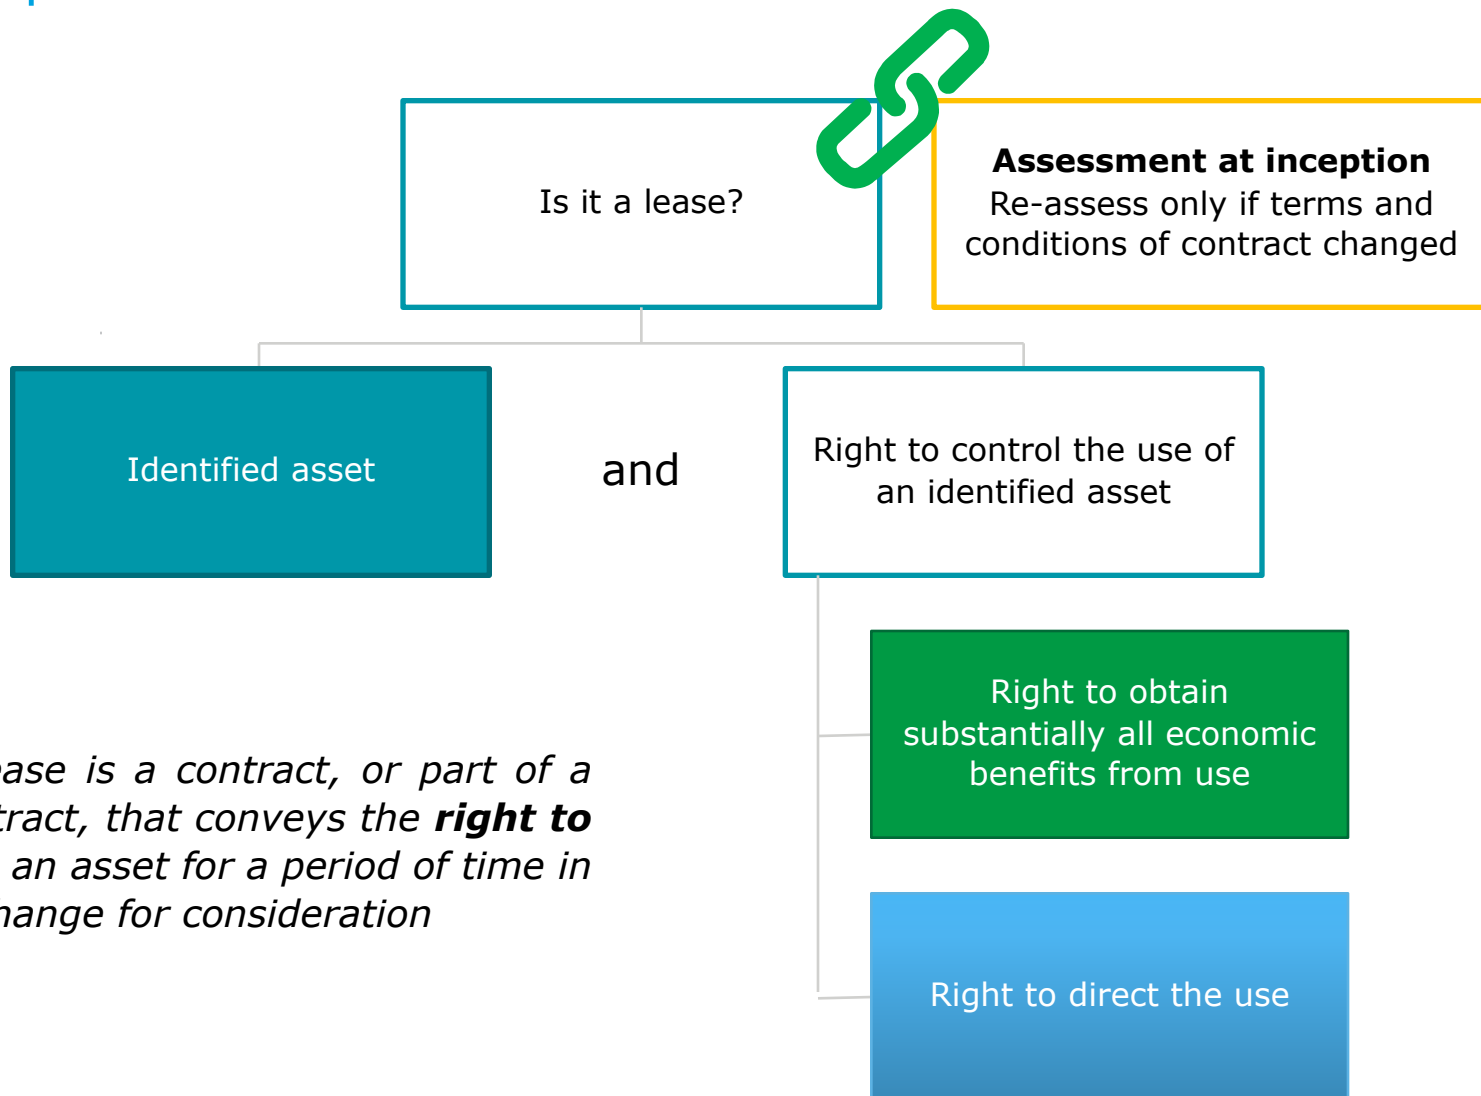 Is it a lease?
Assessment at inception
Re-assess only if terms and
conditions of contract changed
Identified asset
and
Right to control the use of
an identified asset
Right to obtain
substantially all economic
benefits from use
ease is a contract, or part of a
tract, that conveys the right to
an asset for a period of time in
hange for consideration
Right to direct the use